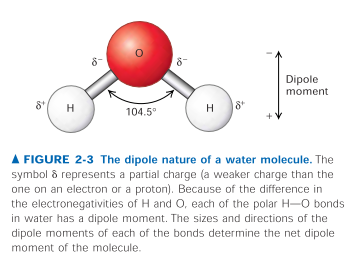 O
δ⁻ δ⁻
–
Dipole
moment
δ⁺ H H δ⁺
104.5°
+
▲ FIGURE 2-3 The dipole nature of a water molecule. The
symbol δ represents a partial charge (a weaker charge than the
one on an electron or a proton). Because of the difference in
the electronegativities of H and O, each of the polar H—O bonds
in water has a dipole moment. The sizes and directions of the
dipole moments of each of the bonds determine the net dipole
moment of the molecule.